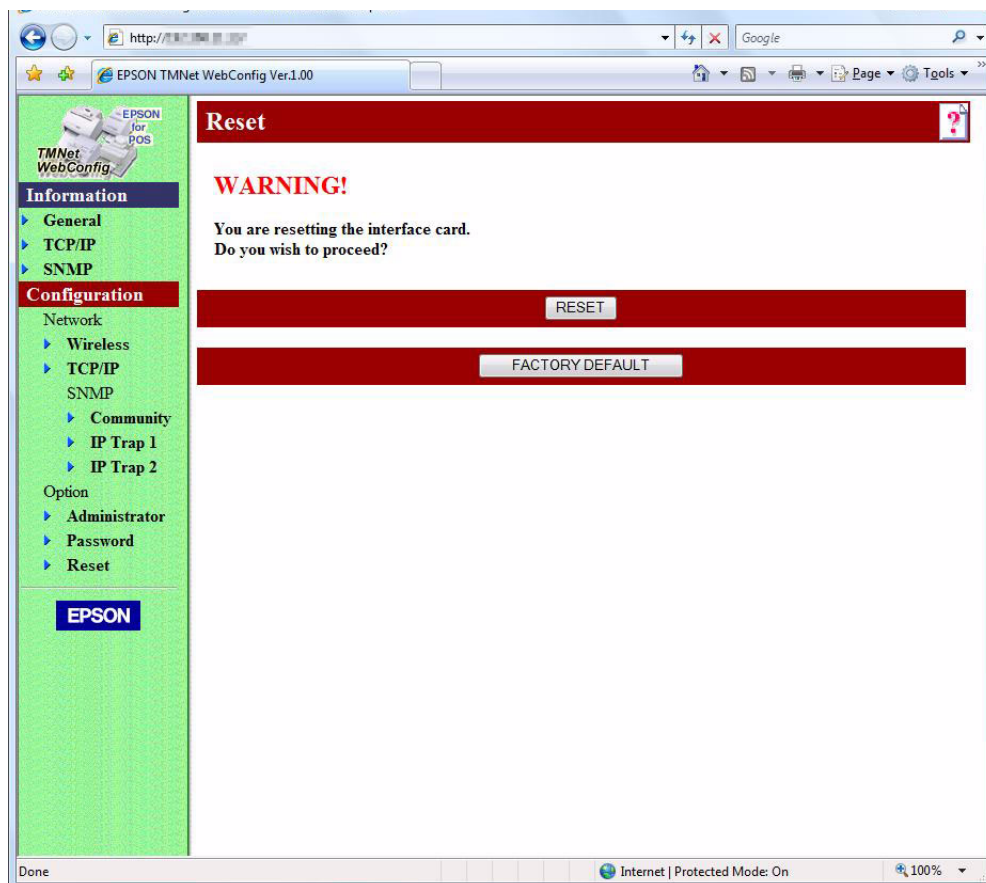 http://
Google
EPSON TMNet WebConfig Ver.1.00
Page
Tools
EPSON
for
POS
TMNet
WebConfig
Information
General
TCP/IP
SNMP
Configuration
Network
Wireless
TCP/IP
SNMP
Community
IP Trap 1
IP Trap 2
Option
Administrator
Password
Reset
EPSON
Reset
?
WARNING!
You are resetting the interface card.
Do you wish to proceed?
RESET
FACTORY DEFAULT
Done
Internet | Protected Mode: On
100%